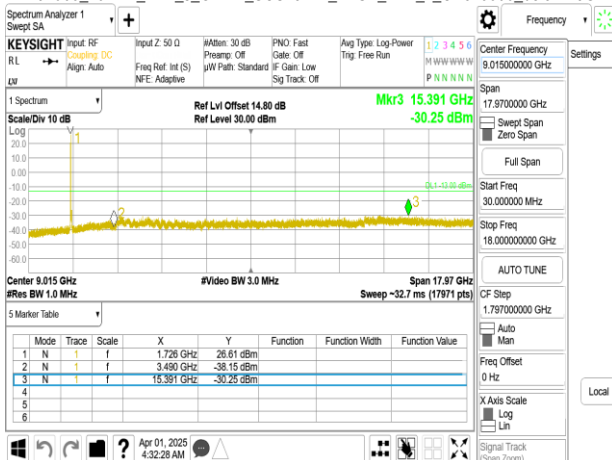 Spectrum Analyzer 1
Swept SA
+
Frequency
KEYSIGHT
RL
LXI
Input: RF
Coupling: DC
Align: Auto
Input Z: 50 Ω
Freq Ref: Int (S)
NFE: Adaptive
#Atten: 30 dB
Preamp: Off
µW Path: Standard
PNO: Fast
Gate: Off
IF Gain: Low
Sig Track: Off
Avg Type: Log-Power
Trig: Free Run
1 2 3 4 5 6
M W W W W W
P N N N N N
1 Spectrum
Scale/Div 10 dB
Ref Lvl Offset 14.80 dB
Ref Level 30.00 dBm
Mkr3 15.391 GHz
-30.25 dBm
Log
20.0
10.0
0.00
-10.0
-20.0
-30.0
-40.0
-50.0
-60.0
1
2
3
DL1 -13.00 dBm
Center 9.015 GHz
#Res BW 1.0 MHz
#Video BW 3.0 MHz
Span 17.97 GHz
Sweep ~32.7 ms (17971 pts)
5 Marker Table
Mode Trace Scale X Y Function Function Width Function Value
1 N 1 f 1.726 GHz 26.61 dBm
2 N 1 f 3.490 GHz -38.15 dBm
3 N 1 f 15.391 GHz -30.25 dBm
4
5
6
Apr 01, 2025
4:32:28 AM
?
Center Frequency
9.015000000 GHz
Span
17.9700000 GHz
Swept Span
Zero Span
Full Span
Start Freq
30.000000 MHz
Stop Freq
18.000000000 GHz
AUTO TUNE
CF Step
1.797000000 GHz
Auto
Man
Freq Offset
0 Hz
X Axis Scale
Log
Lin
Signal Track
(Span Zoom)
Settings
Local